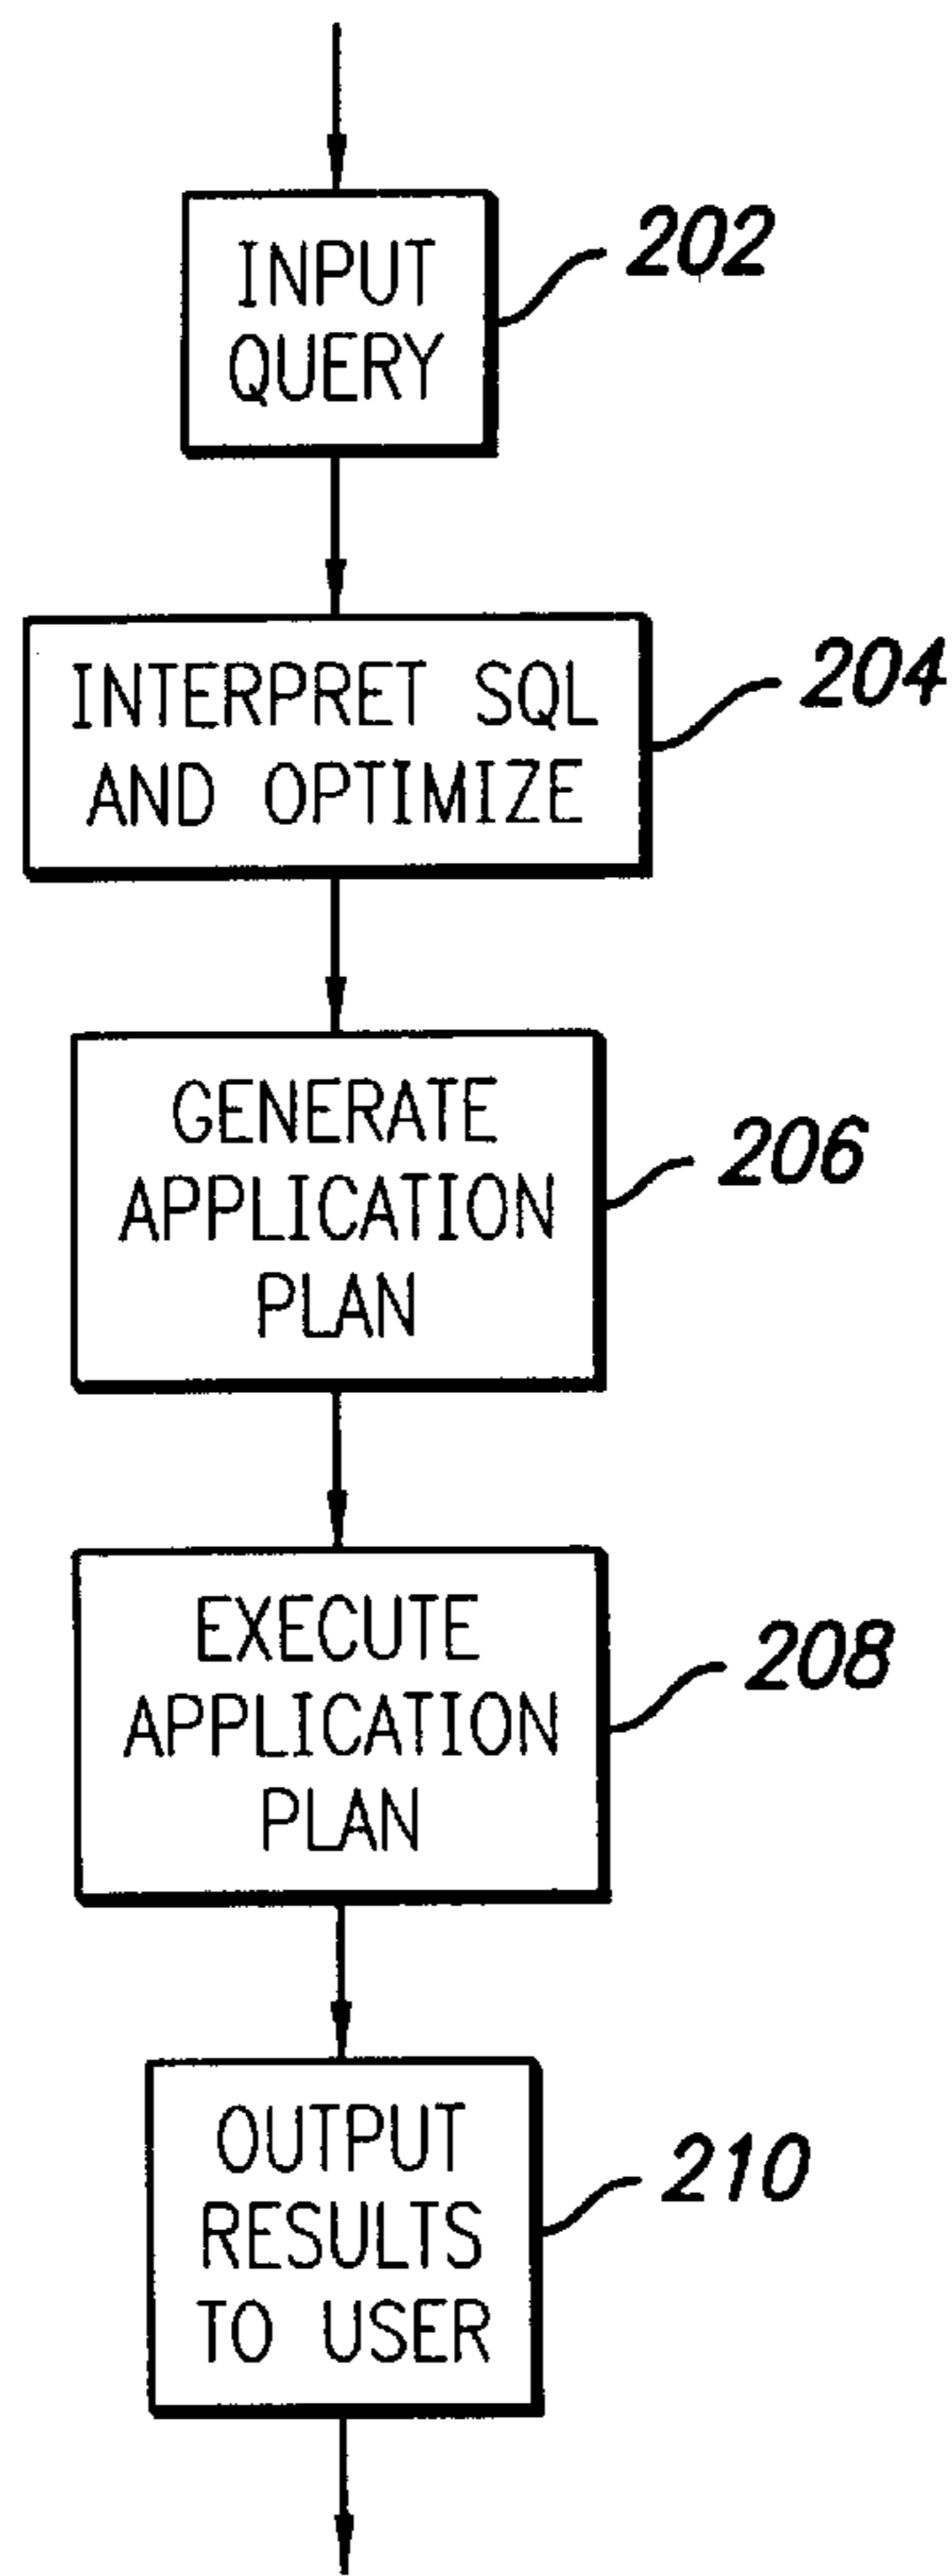 INPUT
QUERY
202
INTERPRET SQL
AND OPTIMIZE
204
GENERATE
APPLICATION
PLAN
206
EXECUTE
APPLICATION
PLAN
208
OUTPUT
RESULTS
TO USER
210